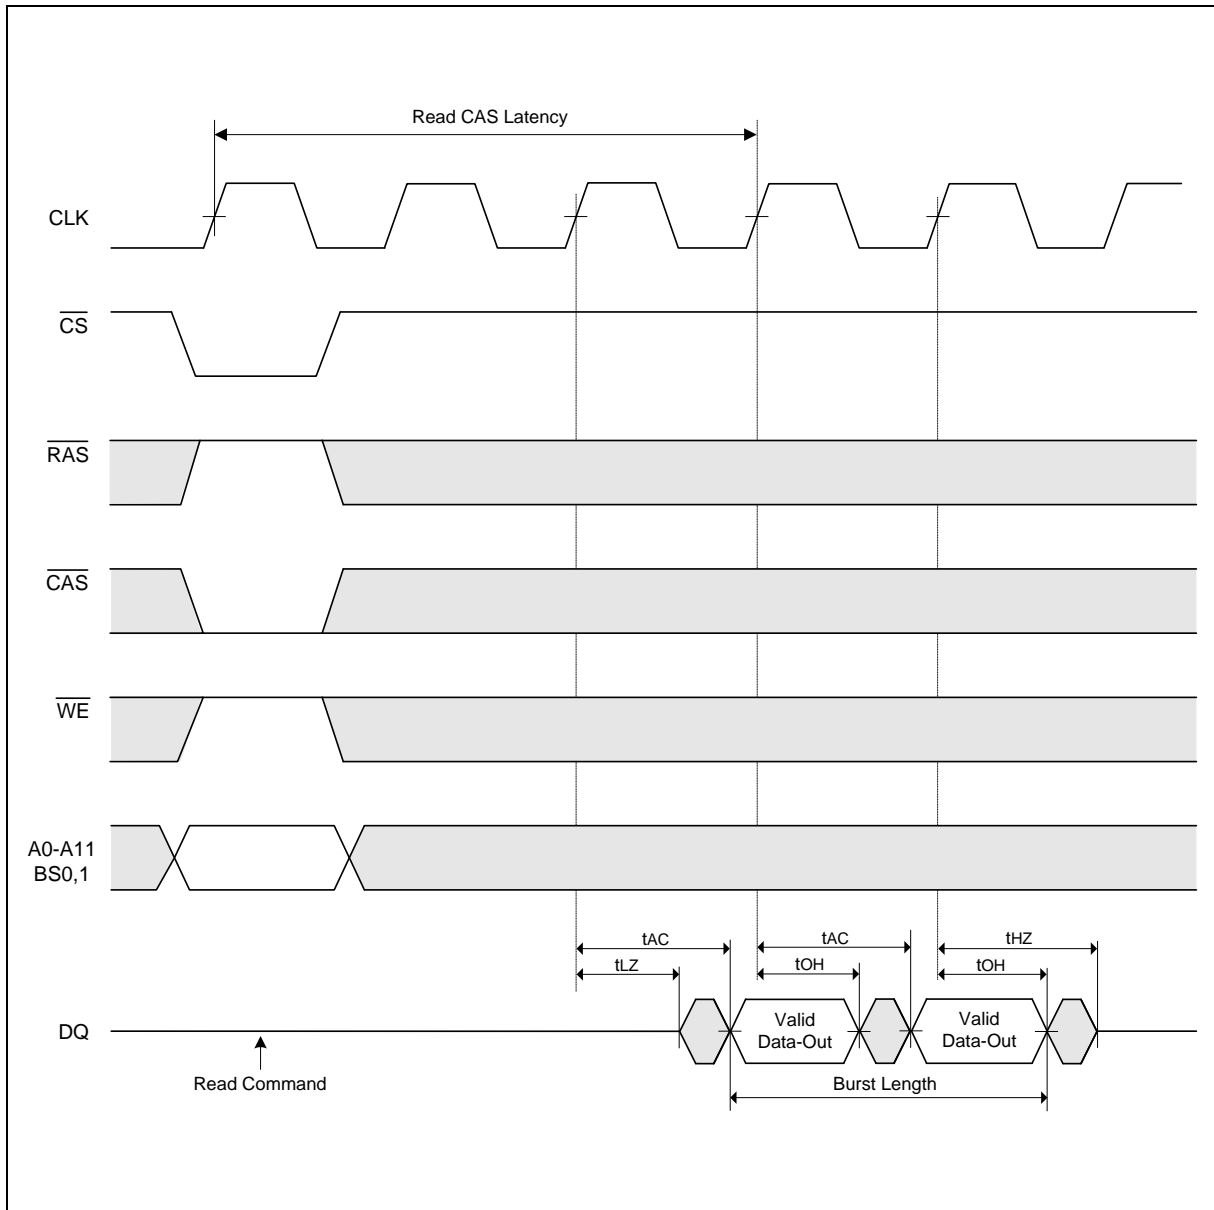 Read CAS Latency
CLK
CS
RAS
CAS
WE
A0-A11
BS0,1
tAC
tAC
tHZ
tLZ
tOH
tOH
DQ
Valid
Data-Out
Valid
Data-Out
Read Command
Burst Length